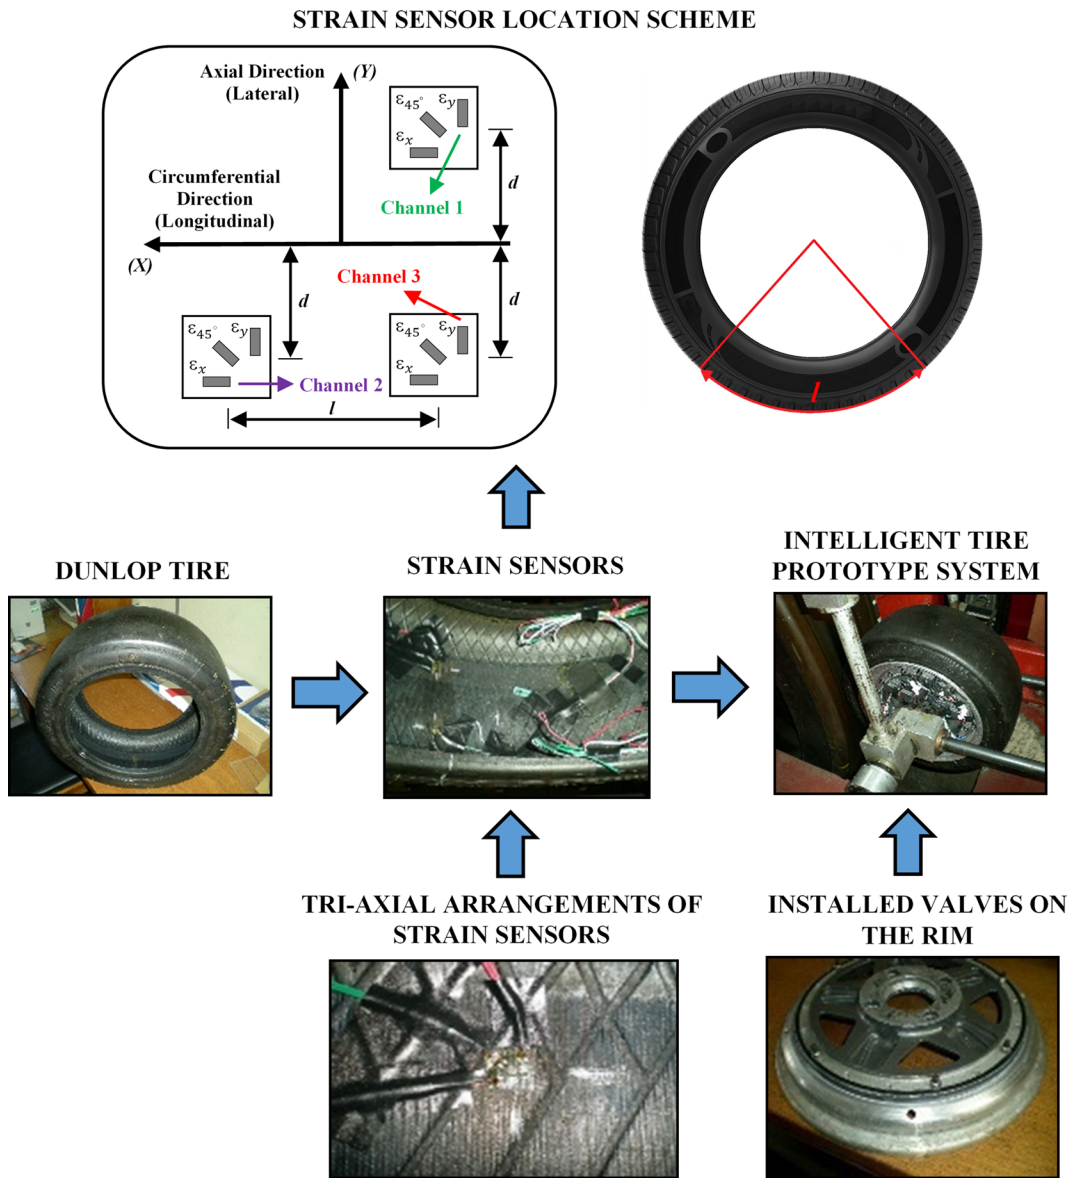 STRAIN SENSOR LOCATION SCHEME
Axial Direction
(Lateral)
(Y)
ε45° εy
εx
d
Channel 1
Circumferential
Direction
(Longitudinal)
(X)
Channel 3
d
d
ε45° εy
εx
Channel 2
ε45° εy
εx
l
l
DUNLOP TIRE
STRAIN SENSORS
INTELLIGENT TIRE
PROTOTYPE SYSTEM
TRI-AXIAL ARRANGEMENTS OF
STRAIN SENSORS
INSTALLED VALVES ON
THE RIM